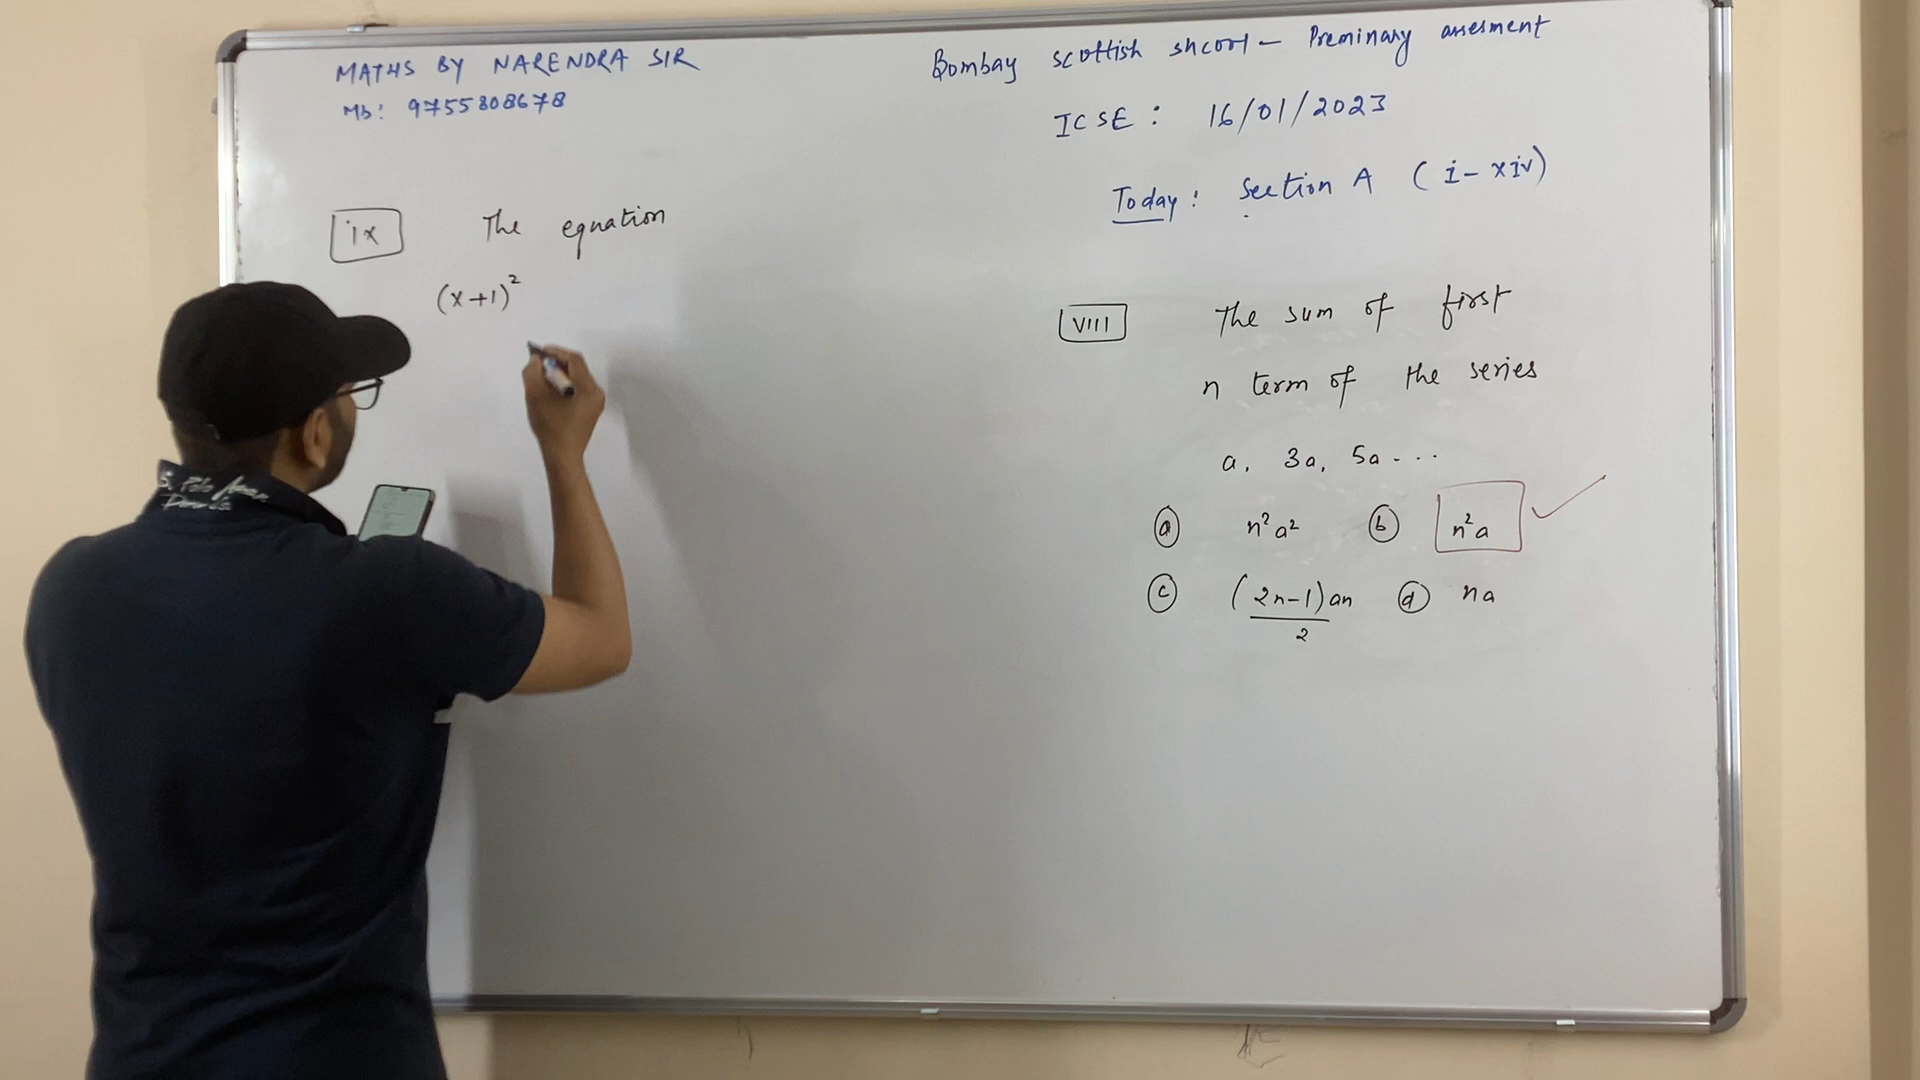 MATHS BY NARENDRA SIR
Mb: 9755808678
Bombay scottish shcool - Preminary assesment
ICSE: 16/01/2023
Today: Section A (i - xiv)
ix The equation
(x+1)²
VIII The sum of first
n term of the series
a, 3a, 5a ...
(a) n²a² (b) n²a ✓
(c) (2n-1)an/2 (d) na